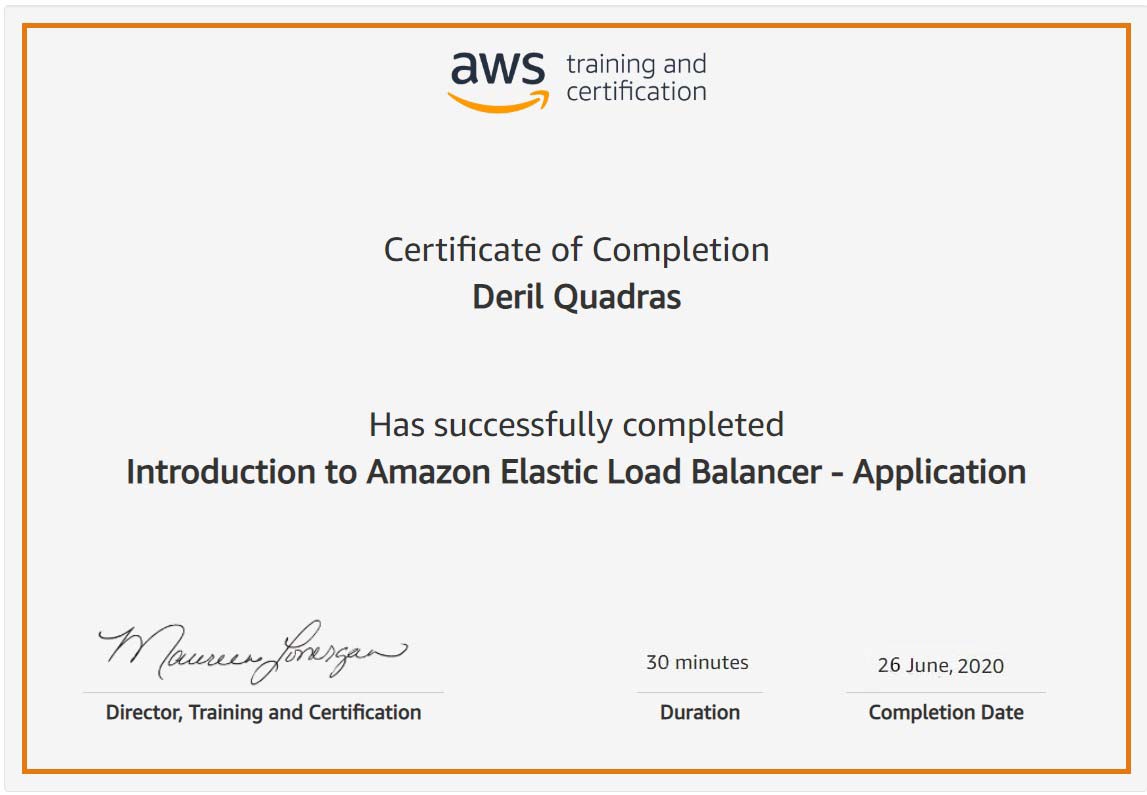 aws training and
certification
Certificate of Completion
Deril Quadras
Has successfully completed
Introduction to Amazon Elastic Load Balancer - Application
Maureen Lonergan
30 minutes
26 June, 2020
Director, Training and Certification
Duration
Completion Date